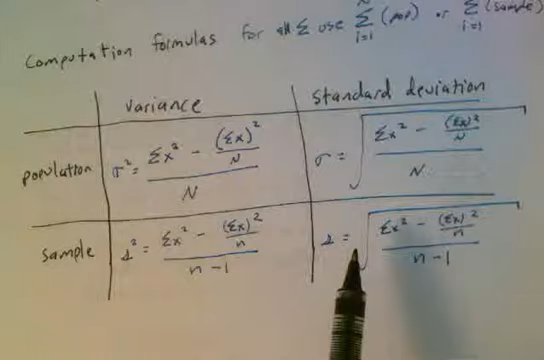 Computation formulas for all Σ use Σ i=1 (pop) or Σ i=1 (sample)
variance standard deviation
population σ² = (Σx² - (Σx)²/N) / N σ = √((Σx² - (Σx)²/N) / N)
sample s² = (Σx² - (Σx)²/n) / (n-1) s = √((Σx² - (Σx)²/n) / (n-1))